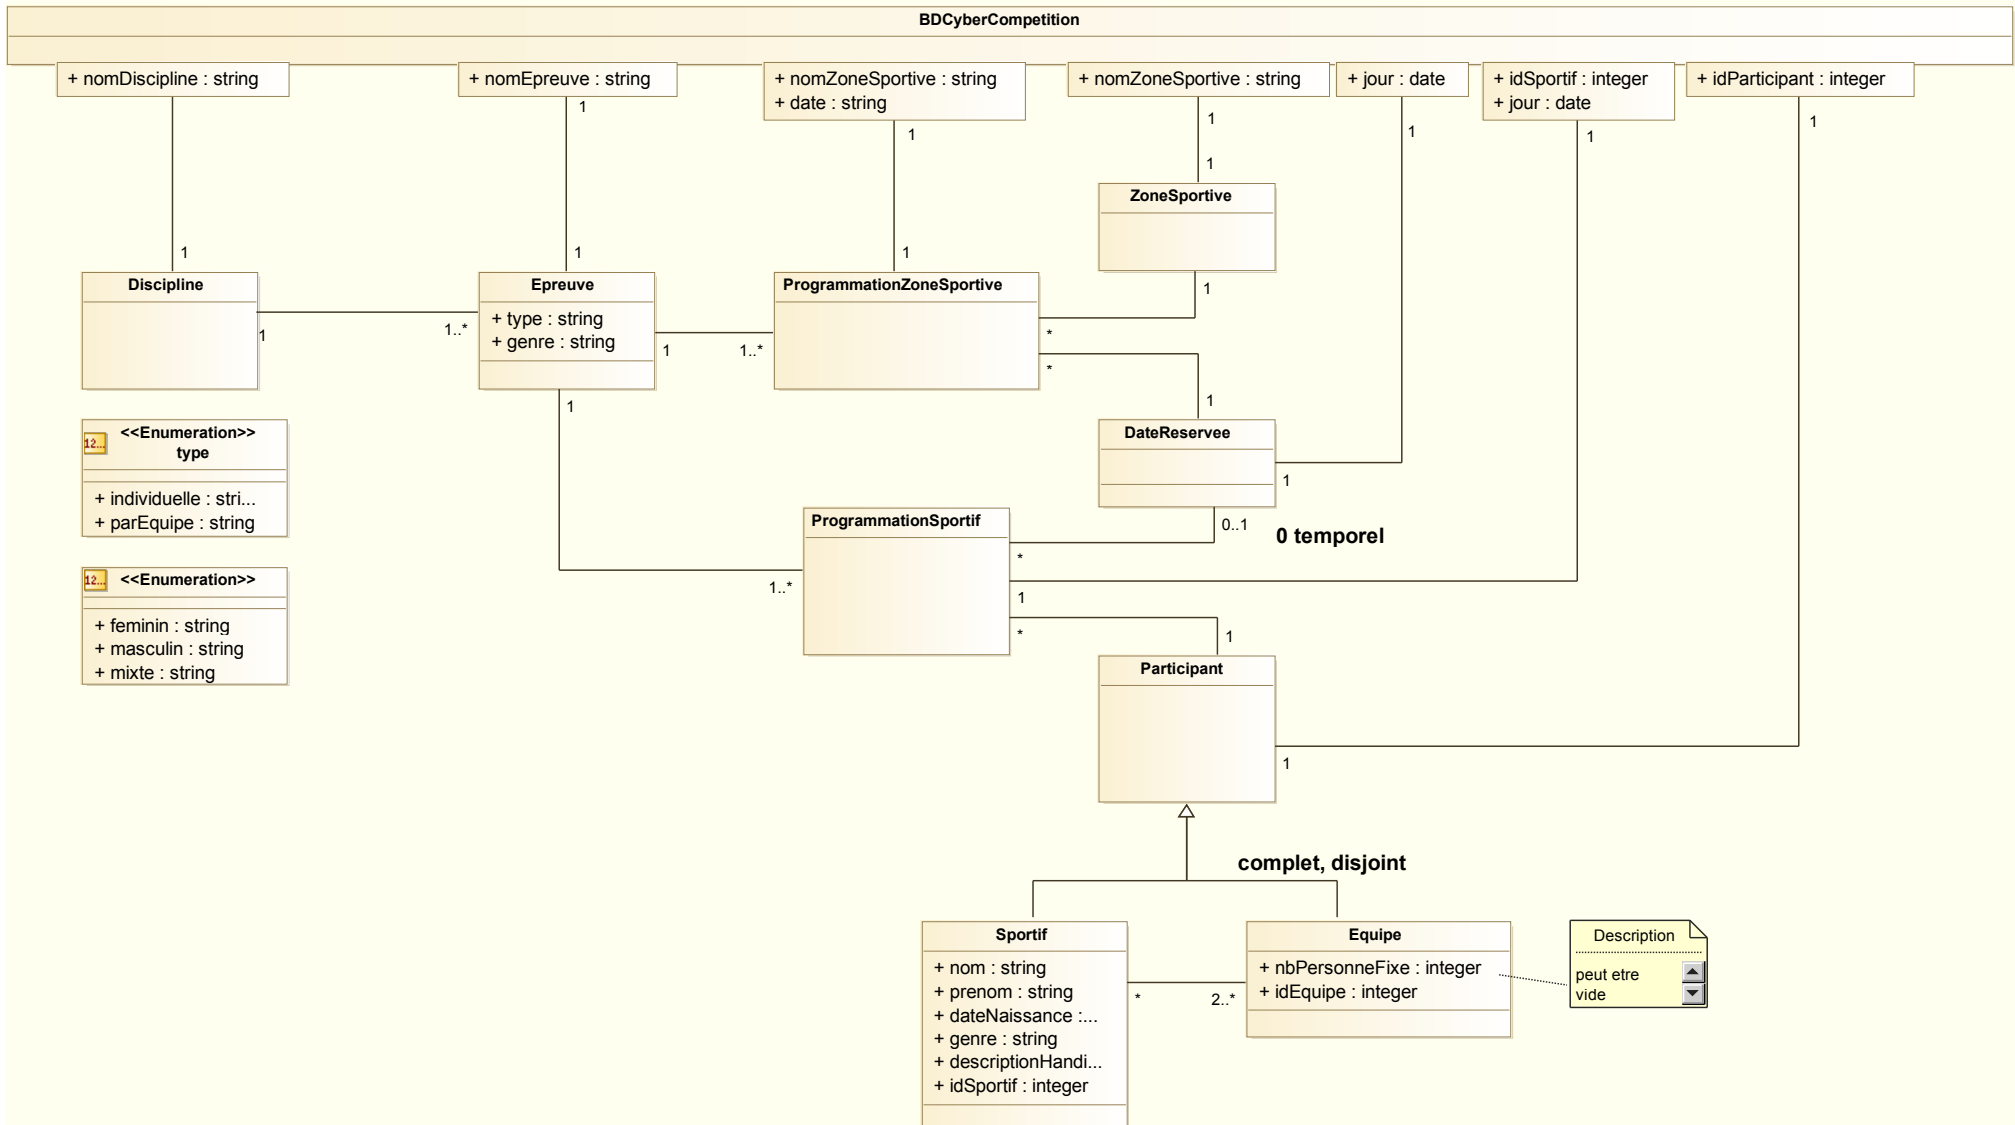 BDCyberCompetition
+ nomDiscipline : string
+ nomEpreuve : string
+ nomZoneSportive : string
+ date : string
+ nomZoneSportive : string
+ jour : date
+ idSportif : integer
+ jour : date
+ idParticipant : integer
1
1
1
1
1
1
1
1
1
1
1
ZoneSportive
1
Discipline
1
1..*
Epreuve
+ type : string
+ genre : string
1
1..*
1
ProgrammationZoneSportive
*
*
1
DateReservee
1
0..1
0 temporel
<<Enumeration>>
type
+ individuelle : stri...
+ parEquipe : string
<<Enumeration>>
+ feminin : string
+ masculin : string
+ mixte : string
ProgrammationSportif
1..*
*
1
*
1
Participant
1
complet, disjoint
Sportif
+ nom : string
+ prenom : string
+ dateNaissance :...
+ genre : string
+ descriptionHandi...
+ idSportif : integer
*
2..*
Equipe
+ nbPersonneFixe : integer
+ idEquipe : integer
Description
peut etre
vide